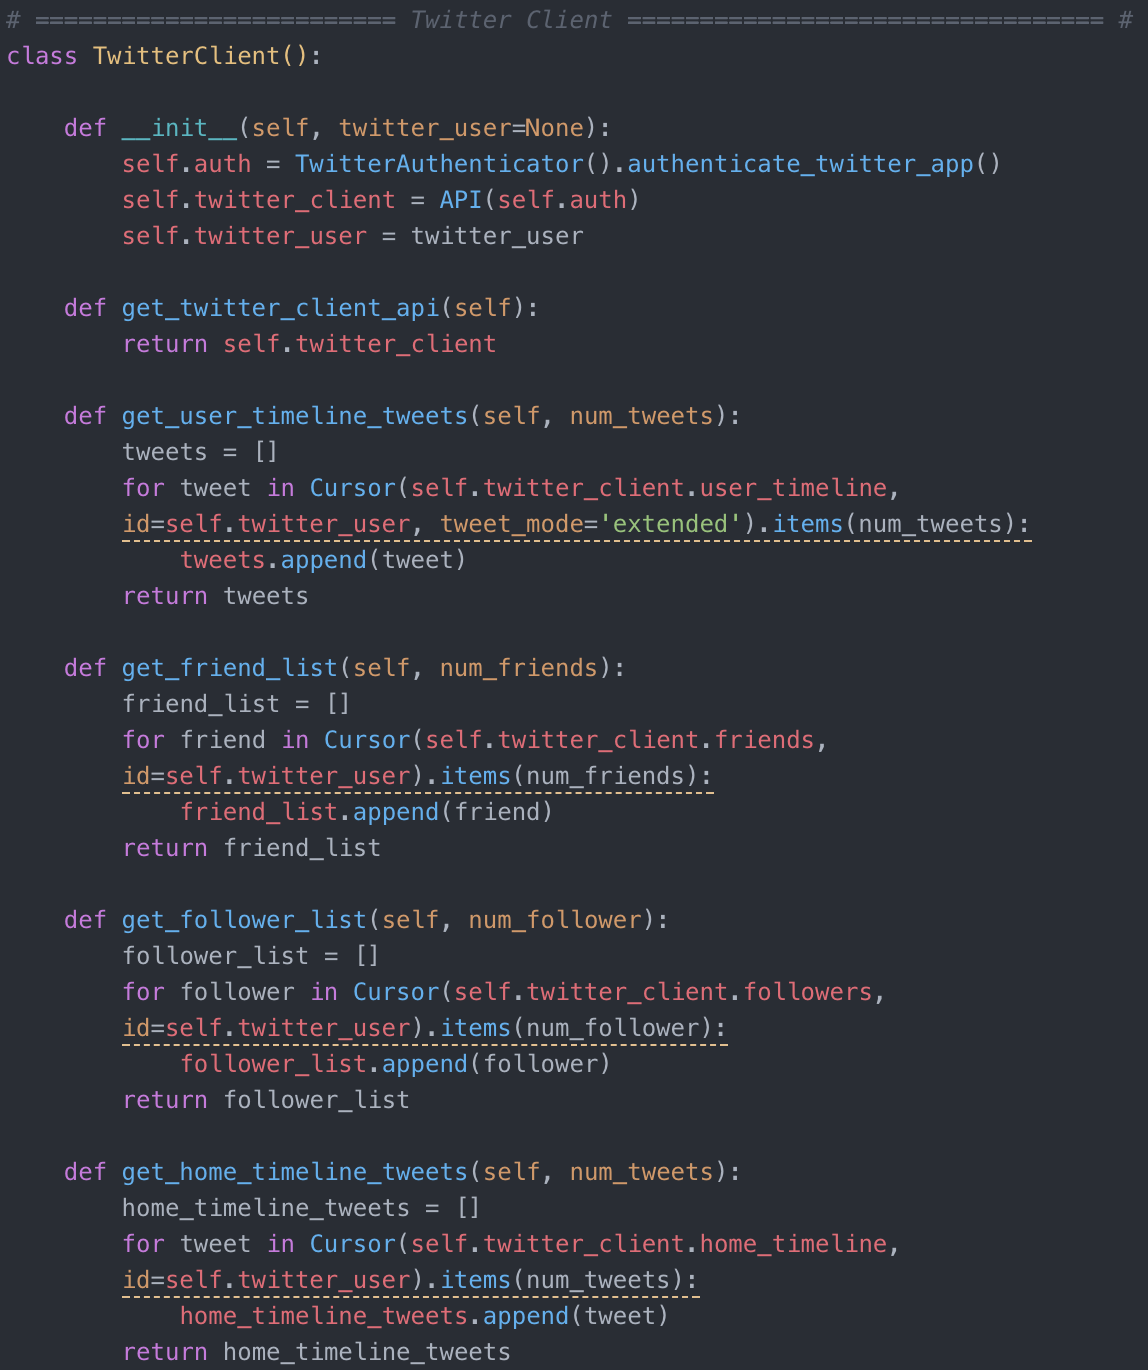 # ========================= Twitter Client ================================= #
class TwitterClient():
    def __init__(self, twitter_user=None):
        self.auth = TwitterAuthenticator().authenticate_twitter_app()
        self.twitter_client = API(self.auth)
        self.twitter_user = twitter_user
    def get_twitter_client_api(self):
        return self.twitter_client
    def get_user_timeline_tweets(self, num_tweets):
        tweets = []
        for tweet in Cursor(self.twitter_client.user_timeline,
        id=self.twitter_user, tweet_mode='extended').items(num_tweets):
            tweets.append(tweet)
        return tweets
    def get_friend_list(self, num_friends):
        friend_list = []
        for friend in Cursor(self.twitter_client.friends,
        id=self.twitter_user).items(num_friends):
            friend_list.append(friend)
        return friend_list
    def get_follower_list(self, num_follower):
        follower_list = []
        for follower in Cursor(self.twitter_client.followers,
        id=self.twitter_user).items(num_follower):
            follower_list.append(follower)
        return follower_list
    def get_home_timeline_tweets(self, num_tweets):
        home_timeline_tweets = []
        for tweet in Cursor(self.twitter_client.home_timeline,
        id=self.twitter_user).items(num_tweets):
            home_timeline_tweets.append(tweet)
        return home_timeline_tweets